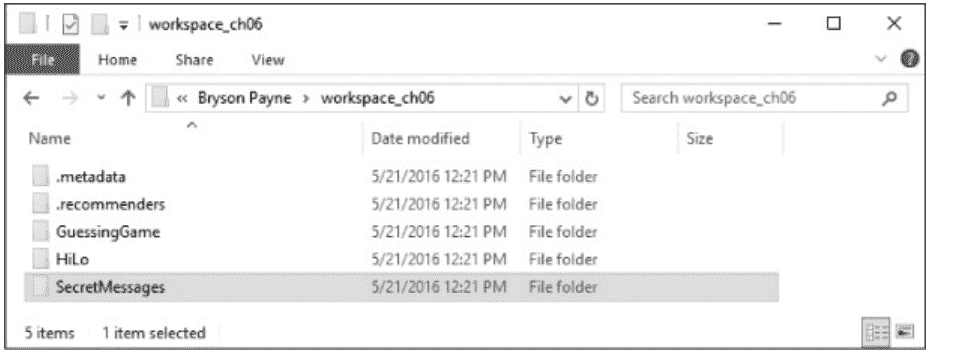 workspace_ch06
File Home Share View
« Bryson Payne > workspace_ch06 Search workspace_ch06
Name Date modified Type Size
.metadata 5/21/2016 12:21 PM File folder
.recommenders 5/21/2016 12:21 PM File folder
GuessingGame 5/21/2016 12:21 PM File folder
HiLo 5/21/2016 12:21 PM File folder
SecretMessages 5/21/2016 12:21 PM File folder
5 items 1 item selected